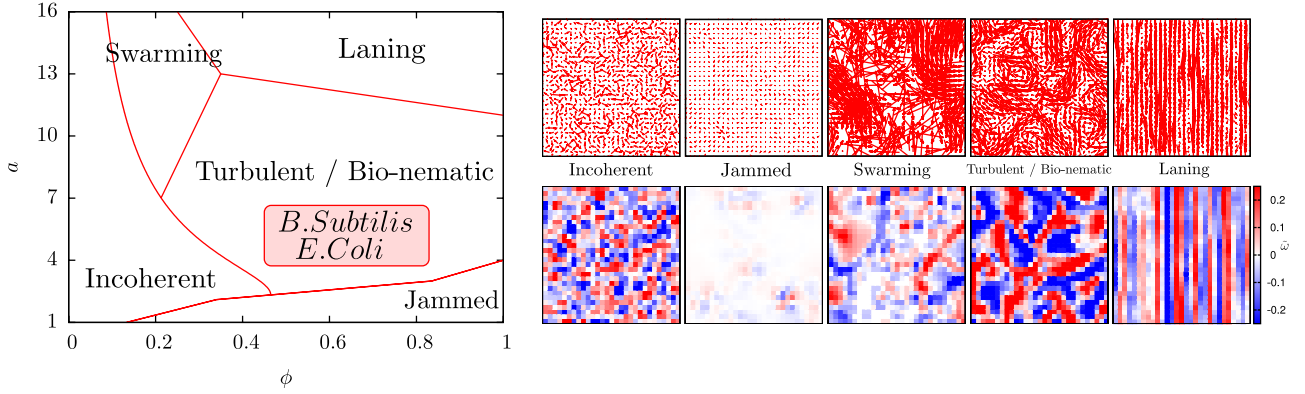 16
13
10
7
4
1
a
0
0.2
0.4
0.6
0.8
1
ϕ
Swarming
Laning
Turbulent / Bio-nematic
B.Subtilis
E.Coli
Incoherent
Jammed
Incoherent
Jammed
Swarming
Turbulent / Bio-nematic
Laning
0.2
0.1
0
-0.1
-0.2